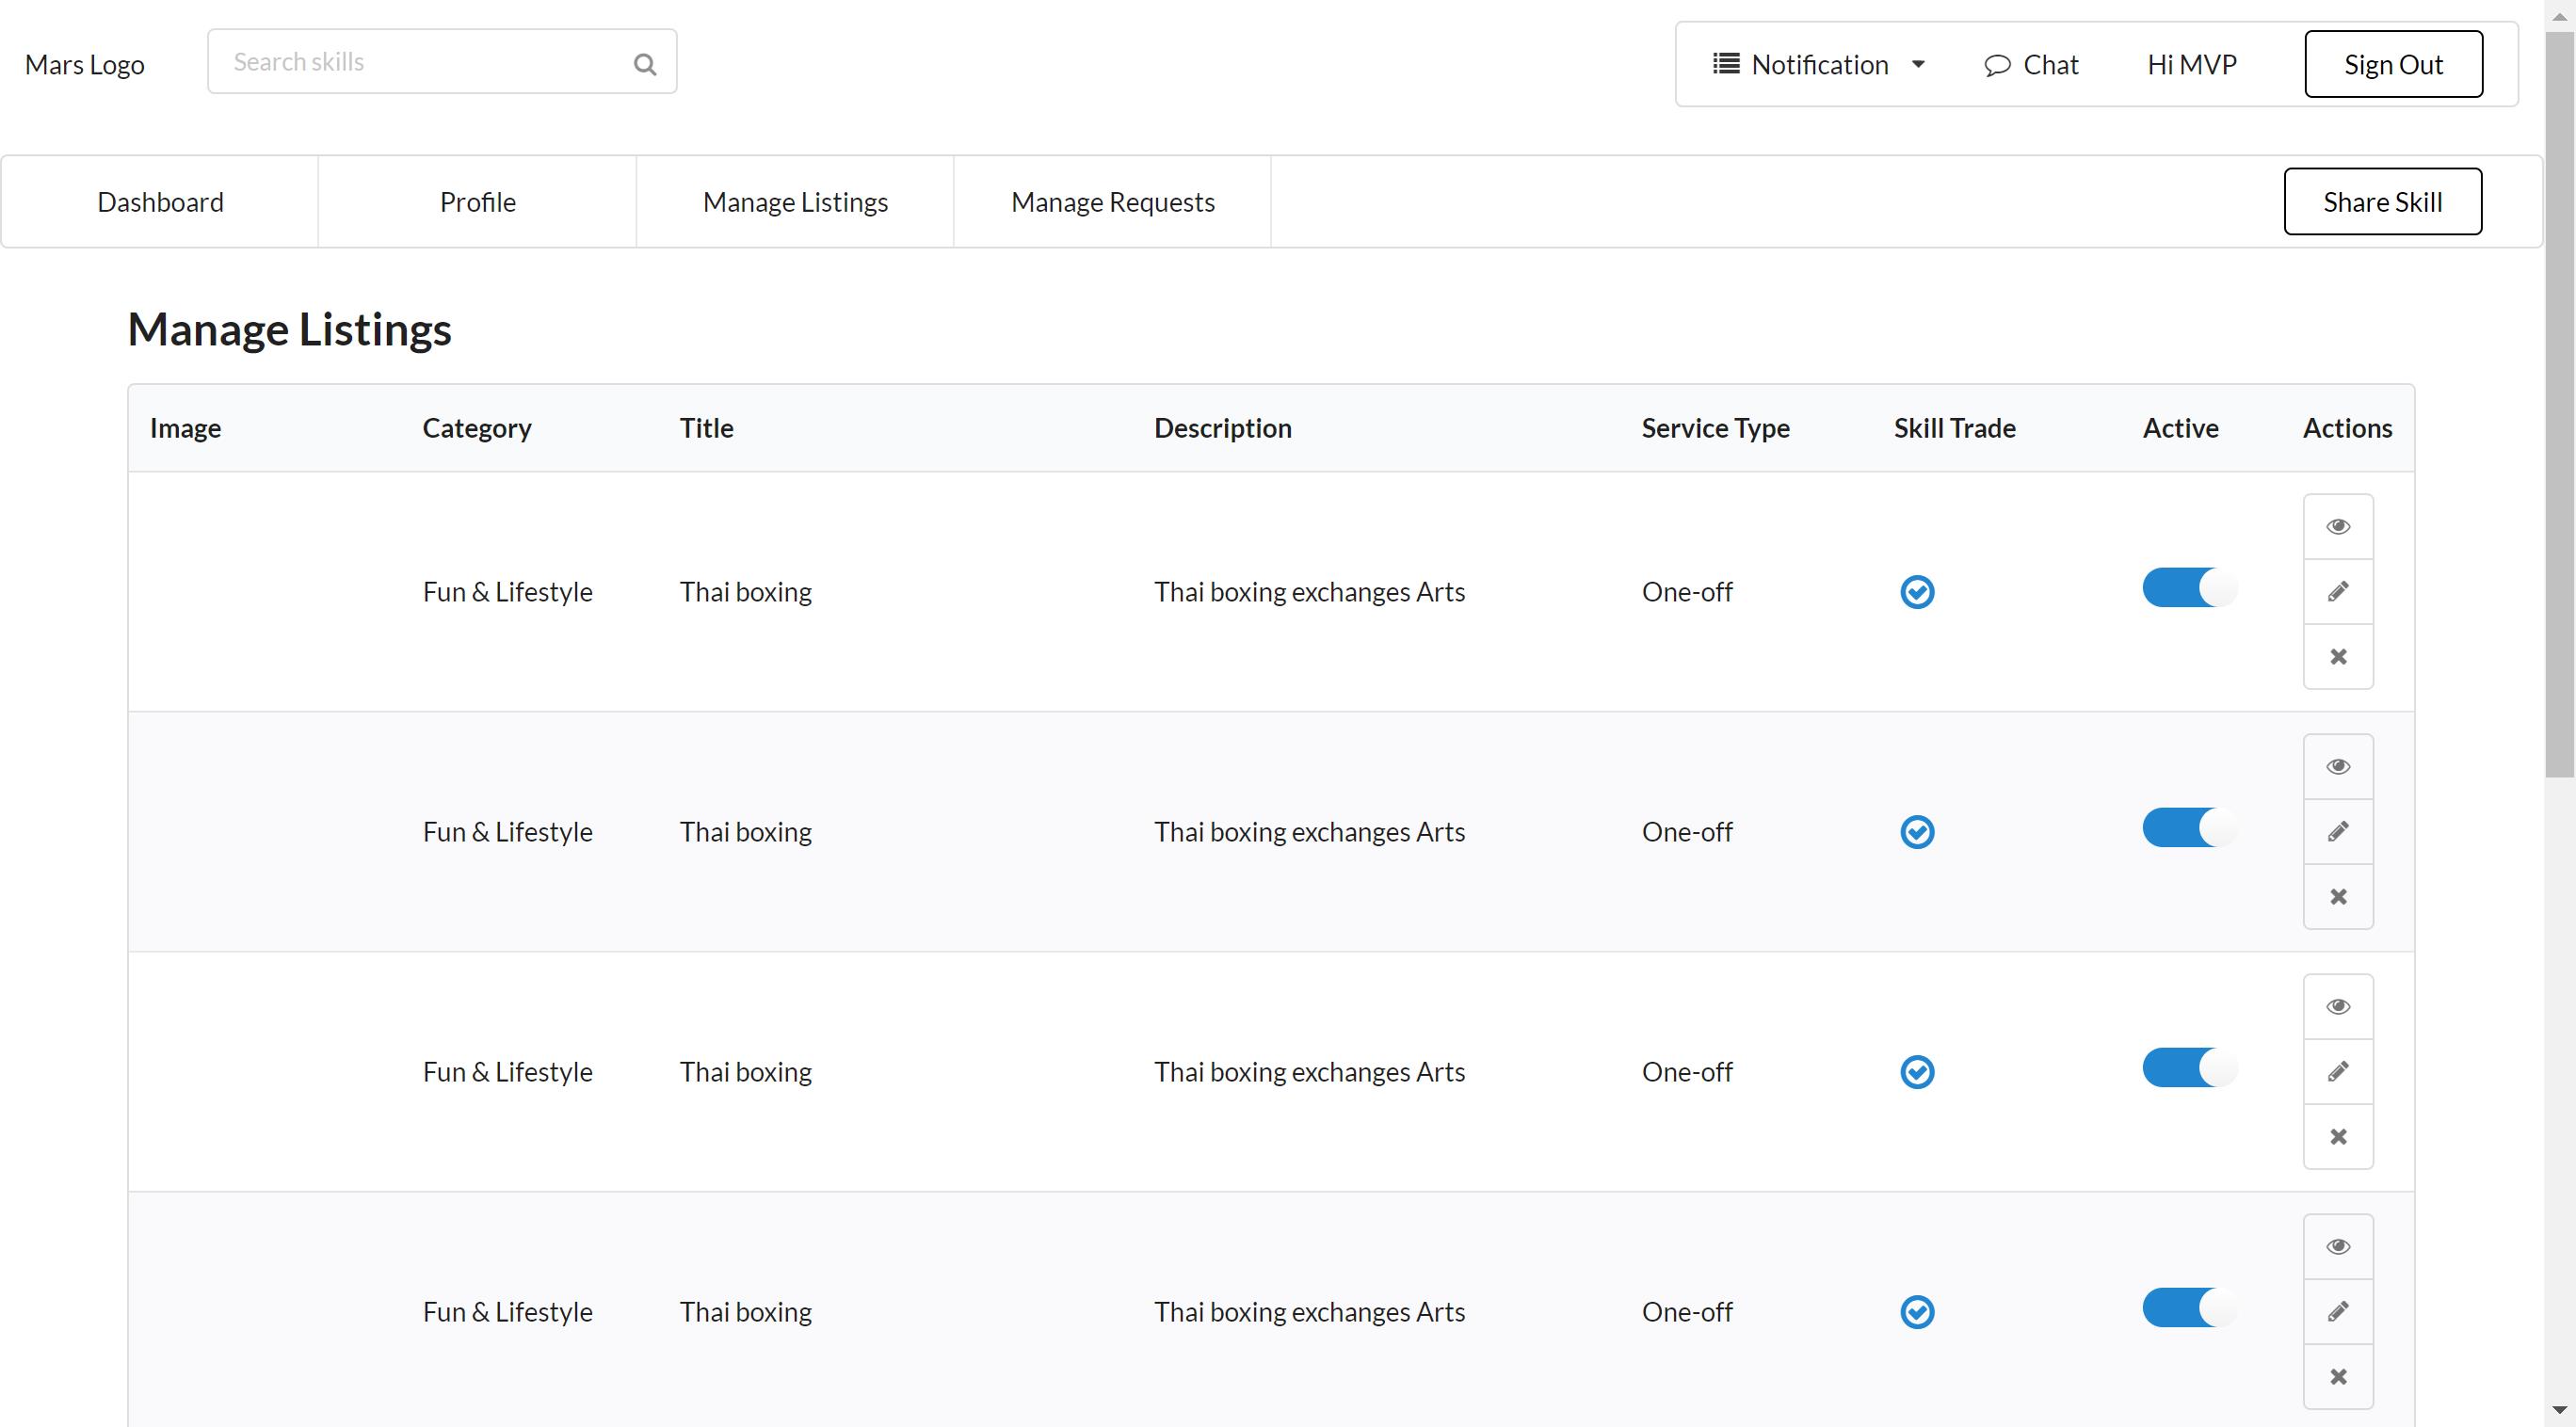 Mars Logo
Search skills
Notification
Chat
Hi MVP
Sign Out
Dashboard
Profile
Manage Listings
Manage Requests
Share Skill
Manage Listings
Image Category Title Description Service Type Skill Trade Active Actions
Fun & Lifestyle Thai boxing Thai boxing exchanges Arts One-off
Fun & Lifestyle Thai boxing Thai boxing exchanges Arts One-off
Fun & Lifestyle Thai boxing Thai boxing exchanges Arts One-off
Fun & Lifestyle Thai boxing Thai boxing exchanges Arts One-off